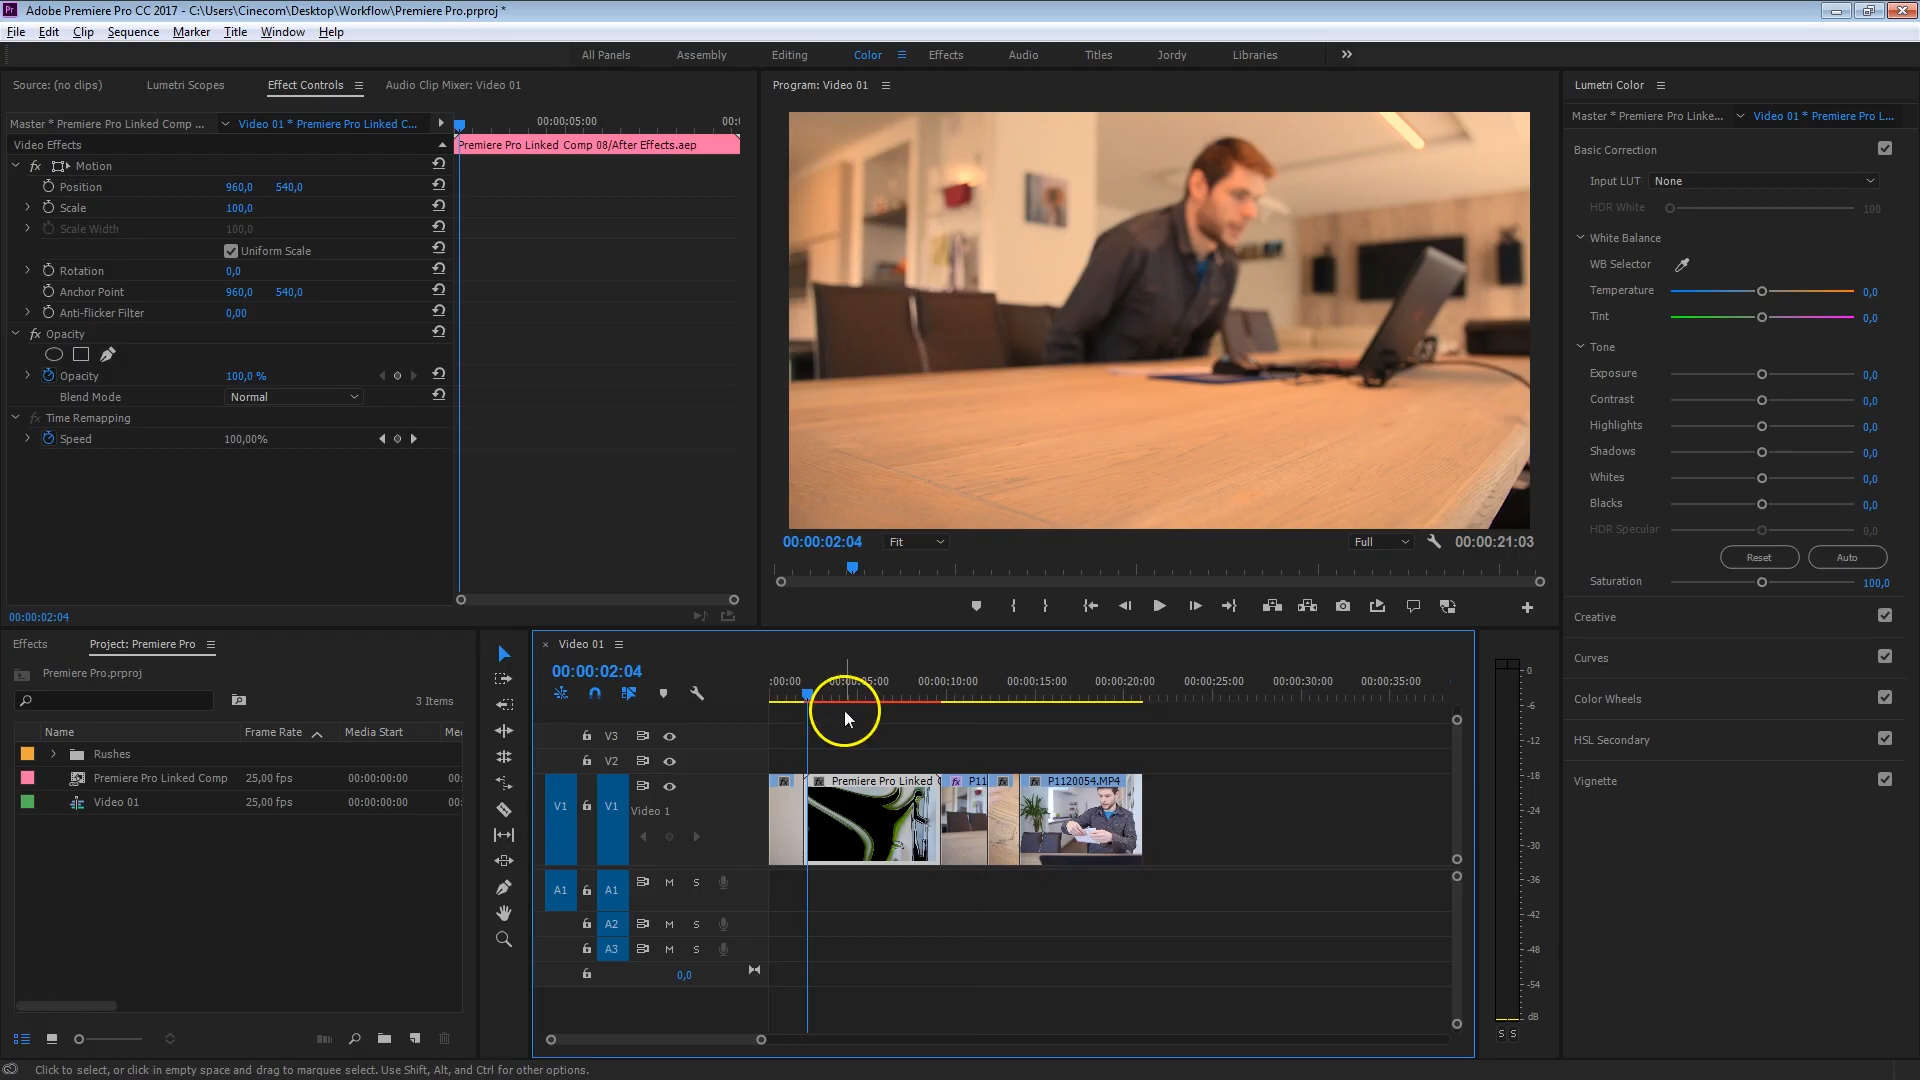 Adobe Premiere Pro CC 2017 - C:\Users\Cinecom\Desktop\Workflow\Premiere Pro.prproj *
File Edit Clip Sequence Marker Title Window Help
All Panels Assembly Editing Color Effects Audio Titles Jordy Libraries
Source: (no clips) Lumetri Scopes Effect Controls Audio Clip Mixer: Video 01
Master * Premiere Pro Linked Comp ... Video 01 * Premiere Pro Linked C...
00:00:05:00
Video Effects
Premiere Pro Linked Comp 08/After Effects.aep
fx Motion
Position 960,0 540,0
Scale 100,0
Scale Width 100,0
Uniform Scale
Rotation 0,0
Anchor Point 960,0 540,0
Anti-flicker Filter 0,00
fx Opacity
Opacity 100,0 %
Blend Mode Normal
fx Time Remapping
Speed 100,00%
00:00:02:04
Program: Video 01
00:00:02:04 Fit Full 00:00:21:03
Lumetri Color
Master * Premiere Pro Linke... Video 01 * Premiere Pro L...
Basic Correction
Input LUT None
HDR White 100
White Balance
WB Selector
Temperature 0,0
Tint 0,0
Tone
Exposure 0,0
Contrast 0,0
Highlights 0,0
Shadows 0,0
Whites 0,0
Blacks 0,0
HDR Specular 0,0
Reset Auto
Saturation 100,0
Creative
Curves
Color Wheels
HSL Secondary
Vignette
Effects Project: Premiere Pro
Premiere Pro.prproj
3 Items
Name Frame Rate Media Start Me
Rushes
Premiere Pro Linked Comp 25,00 fps 00:00:00:00 00:
Video 01 25,00 fps 00:00:00:00 00:
Video 01
00:00:02:04
:00:00 00:00:05:00 00:00:10:00 00:00:15:00 00:00:20:00 00:00:25:00 00:00:30:00 00:00:35:00
V3
V2
V1 V1 Video 1
fx fx Premiere Pro Linked C fx P11 fx fx P1120054.MP4
A1 A1 M S
A2 M S
A3 M S
0,0
0
-6
-12
-18
-24
-30
-36
-42
-48
-54
dB
S S
Click to select, or click in empty space and drag to marquee select. Use Shift, Alt, and Ctrl for other options.